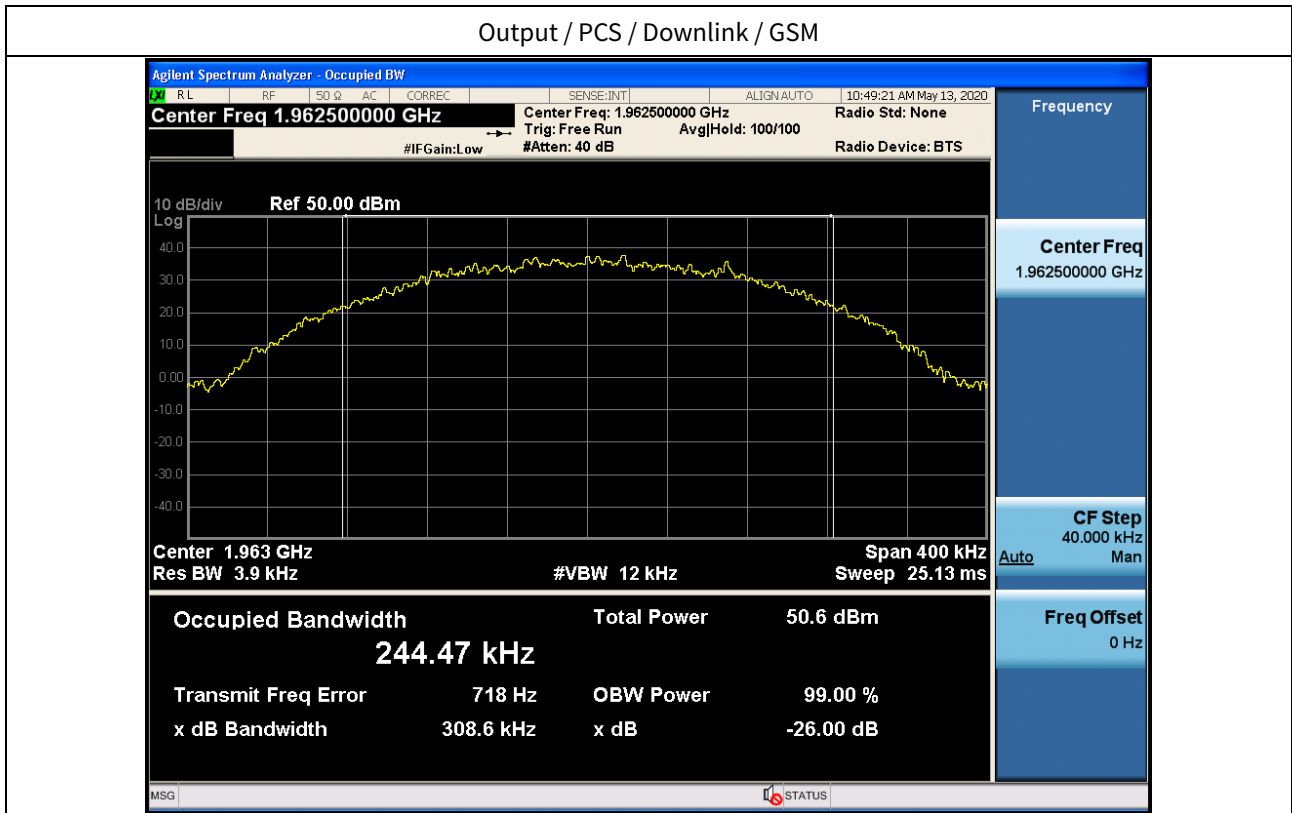 Output / PCS / Downlink / GSM
Agilent Spectrum Analyzer - Occupied BW
LXI RL RF 50 Ω AC CORREC SENSE:INT ALIGN AUTO 10:49:21 AM May 13, 2020
Center Freq 1.962500000 GHz
Center Freq: 1.962500000 GHz Radio Std: None
Trig: Free Run Avg|Hold: 100/100
#IFGain:Low #Atten: 40 dB Radio Device: BTS
Frequency
10 dB/div Ref 50.00 dBm
Log
40.0
30.0
20.0
10.0
0.00
-10.0
-20.0
-30.0
-40.0
Center 1.963 GHz Span 400 kHz
Res BW 3.9 kHz #VBW 12 kHz Sweep 25.13 ms
Center Freq
1.962500000 GHz
CF Step
40.000 kHz
Auto Man
Freq Offset
0 Hz
Occupied Bandwidth Total Power 50.6 dBm
244.47 kHz
Transmit Freq Error 718 Hz OBW Power 99.00 %
x dB Bandwidth 308.6 kHz x dB -26.00 dB
MSG STATUS